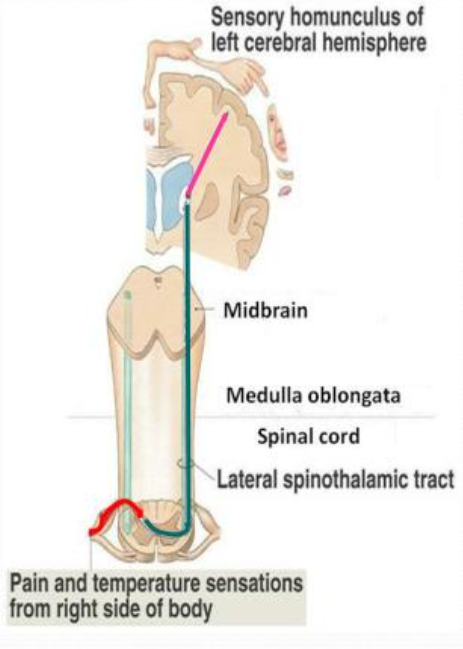 Sensory homunculus of
left cerebral hemisphere
Midbrain
Medulla oblongata
Spinal cord
Lateral spinothalamic tract
Pain and temperature sensations
from right side of body